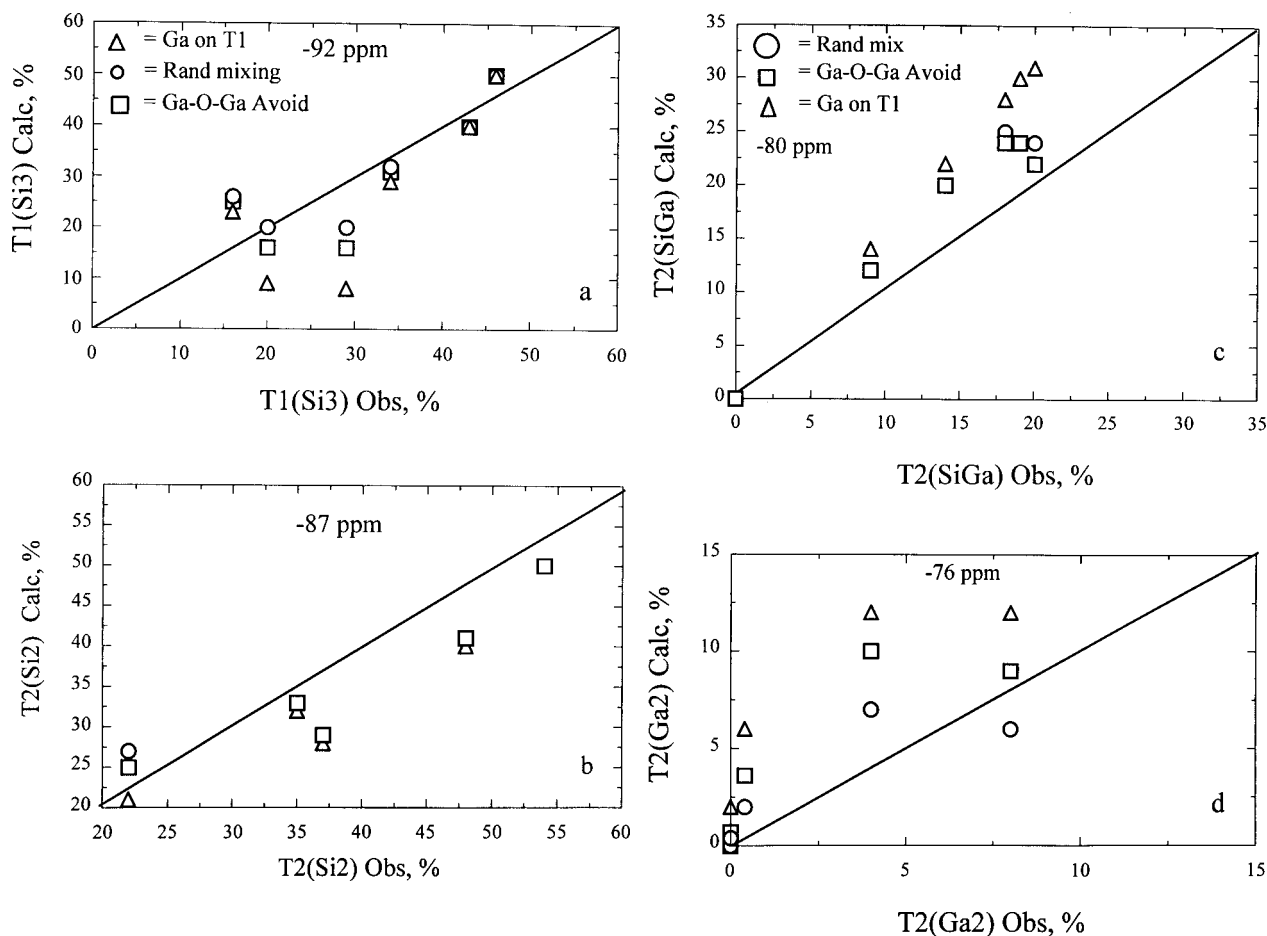 60
50
40
30
20
10
0
T1(Si3) Calc, %
= Ga on T1
= Rand mixing
= Ga-O-Ga Avoid
-92 ppm
a
0 10 20 30 40 50 60
T1(Si3) Obs, %
60
55
50
45
40
35
30
25
20
T2(Si2) Calc, %
-87 ppm
b
20 25 30 35 40 45 50 55 60
T2(Si2) Obs, %
35
30
25
20
15
10
5
0
T2(SiGa) Calc, %
= Rand mix
= Ga-O-Ga Avoid
= Ga on T1
-80 ppm
c
0 5 10 15 20 25 30 35
T2(SiGa) Obs, %
15
10
5
0
T2(Ga2) Calc, %
-76 ppm
d
0 5 10 15
T2(Ga2) Obs, %